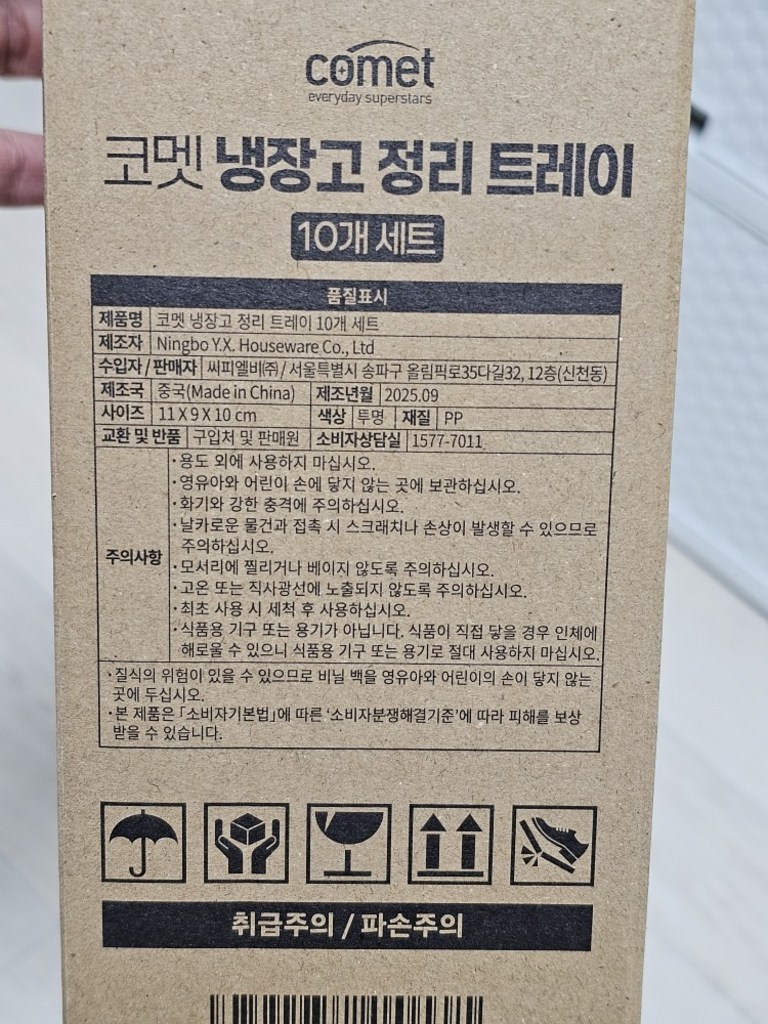 comet
everyday superstars
코멧 냉장고 정리 트레이
10개 세트
품질표시
제품명 코멧 냉장고 정리 트레이 10개 세트
제조자 Ningbo Y.X. Houseware Co., Ltd
수입자 / 판매자 씨피엘비㈜ / 서울특별시 송파구 올림픽로35다길32, 12층(신천동)
제조국 중국(Made in China) 제조년월 2025.09
사이즈 11 X 9 X 10 cm 색상 투명 재질 PP
교환 및 반품 구입처 및 판매원 소비자상담실 1577-7011
주의사항
·용도 외에 사용하지 마십시오.
·영유아와 어린이 손에 닿지 않는 곳에 보관하십시오.
·화기와 강한 충격에 주의하십시오.
·날카로운 물건과 접촉 시 스크래치나 손상이 발생할 수 있으므로
주의하십시오.
·모서리에 찔리거나 베이지 않도록 주의하십시오.
·고온 또는 직사광선에 노출되지 않도록 주의하십시오.
·최초 사용 시 세척 후 사용하십시오.
·식품용 기구 또는 용기가 아닙니다. 식품이 직접 닿을 경우 인체에
해로울 수 있으니 식품용 기구 또는 용기로 절대 사용하지 마십시오.
·질식의 위험이 있을 수 있으므로 비닐 백을 영유아와 어린이의 손이 닿지 않는
곳에 두십시오.
·본 제품은 「소비자기본법」에 따른 ‘소비자분쟁해결기준’에 따라 피해를 보상
받을 수 있습니다.
취급주의 / 파손주의